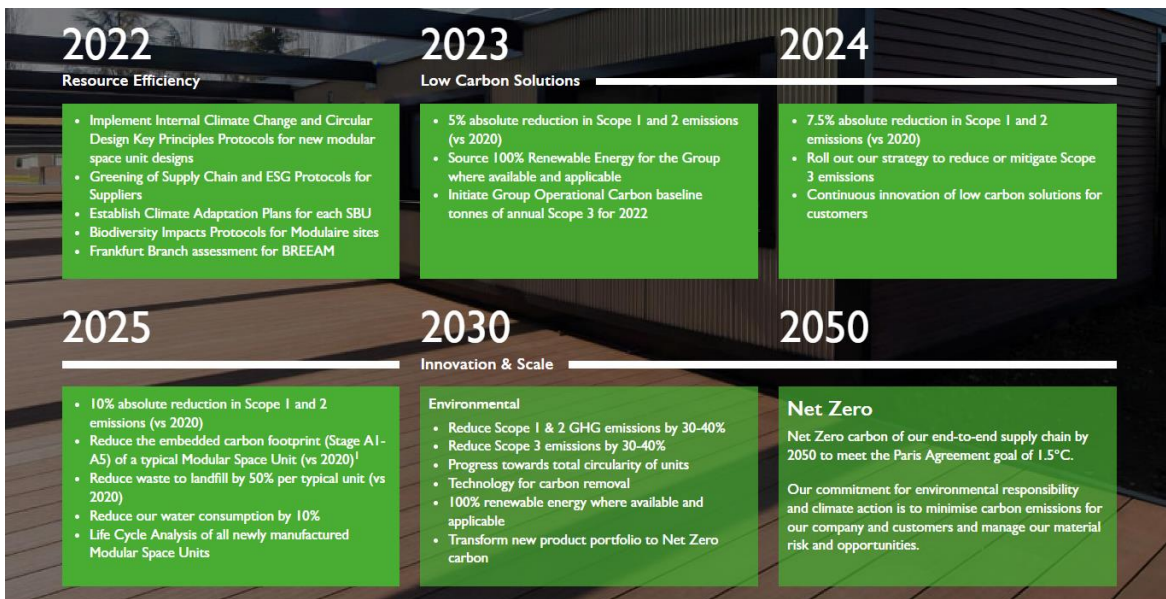 2022
Resource Efficiency
• Implement Internal Climate Change and Circular
Design Key Principles Protocols for new modular
space unit designs
• Greening of Supply Chain and ESG Protocols for
Suppliers
• Establish Climate Adaptation Plans for each SBU
• Biodiversity Impacts Protocols for Modulaire sites
• Frankfurt Branch assessment for BREEAM
2023
Low Carbon Solutions
• 5% absolute reduction in Scope 1 and 2 emissions
(vs 2020)
• Source 100% Renewable Energy for the Group
where available and applicable
• Initiate Group Operational Carbon baseline
tonnes of annual Scope 3 for 2022
2024
• 7.5% absolute reduction in Scope 1 and 2
emissions (vs 2020)
• Roll out our strategy to reduce or mitigate Scope
3 emissions
• Continuous innovation of low carbon solutions for
customers
2025
• 10% absolute reduction in Scope 1 and 2
emissions (vs 2020)
• Reduce the embedded carbon footprint (Stage A1-
A5) of a typical Modular Space Unit (vs 2020)¹
• Reduce waste to landfill by 50% per typical unit (vs
2020)
• Reduce our water consumption by 10%
• Life Cycle Analysis of all newly manufactured
Modular Space Units
2030
Innovation & Scale
Environmental
• Reduce Scope 1 & 2 GHG emissions by 30-40%
• Reduce Scope 3 emissions by 30-40%
• Progress towards total circularity of units
• Technology for carbon removal
• 100% renewable energy where available and
applicable
• Transform new product portfolio to Net Zero
carbon
2050
Net Zero
Net Zero carbon of our end-to-end supply chain by
2050 to meet the Paris Agreement goal of 1.5°C.
Our commitment for environmental responsibility
and climate action is to minimise carbon emissions for
our company and customers and manage our material
risk and opportunities.